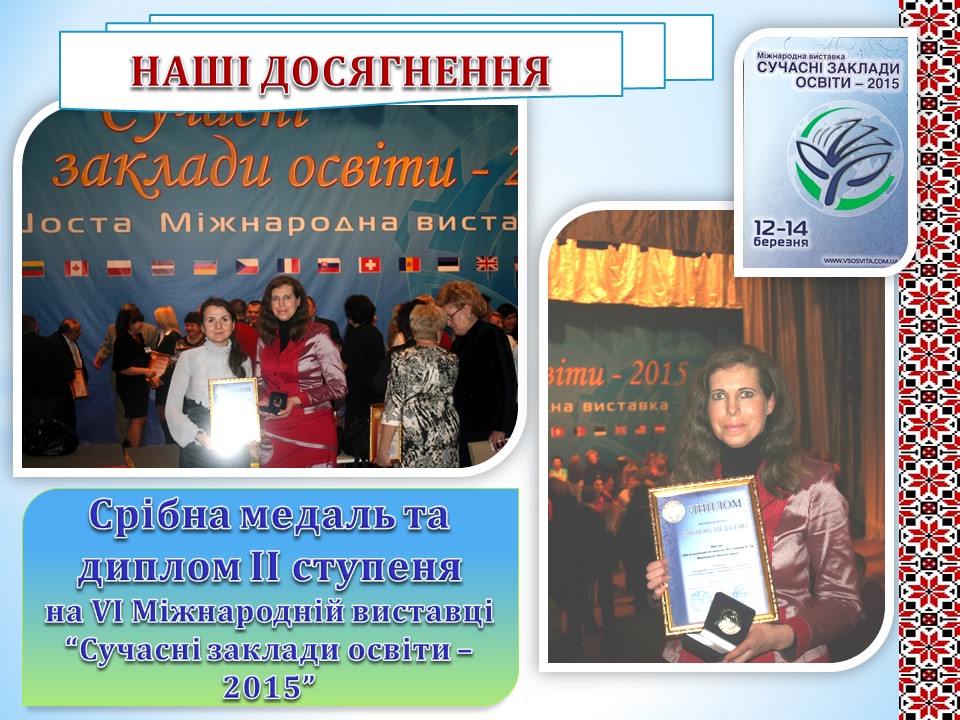 НАШІ ДОСЯГНЕННЯ
Міжнародна виставка
СУЧАСНІ ЗАКЛАДИ
ОСВІТИ – 2015
12-14
березня
WWW.VSOSVITA.COM.UA
Сучасні
заклади освіти - 2
Шоста Міжнародна виста
віти - 2015
на виставка
ДИПЛОМ
Срібна медаль та
диплом ІІ ступеня
на VI Міжнародній виставці
“Сучасні заклади освіти –
2015”